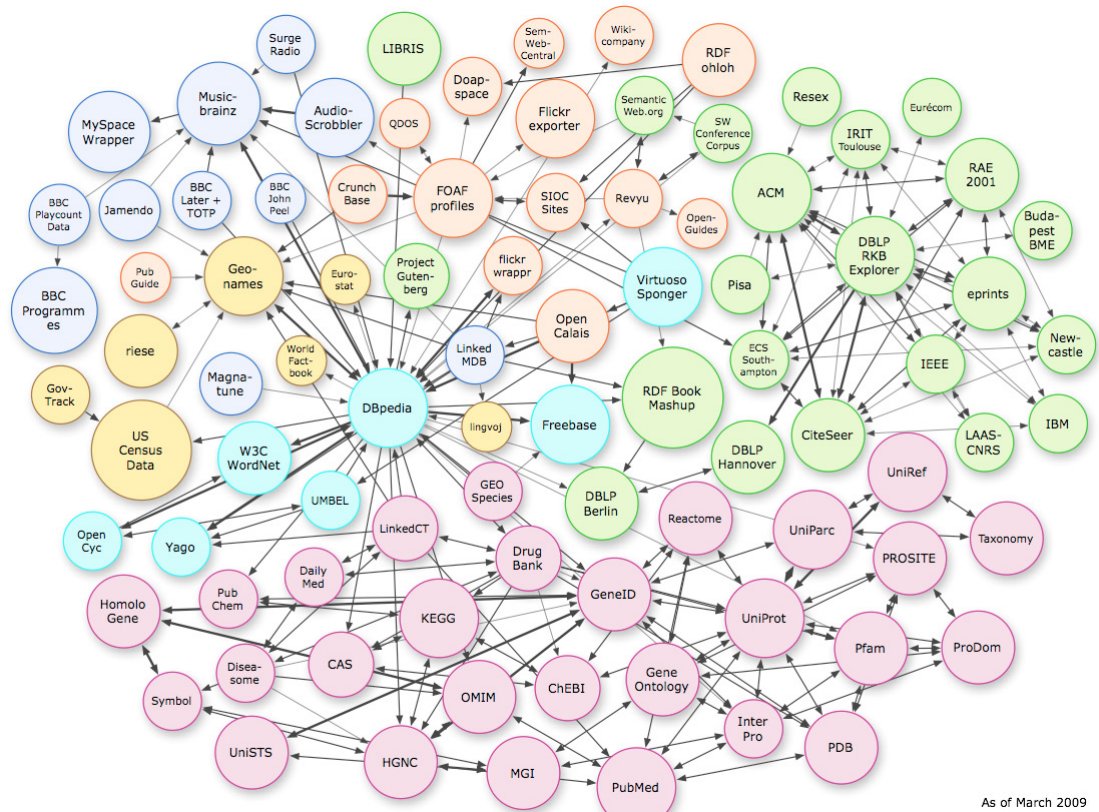 Surge
Radio
LIBRIS
Sem-
Web-
Central
Wiki-
company
RDF
ohloh
Doap-
space
Music-
brainz
Audio-
Scrobbler
MySpace
Wrapper
QDOS
Flickr
exporter
Semantic
Web.org
SW
Conference
Corpus
Resex
Eurécom
IRIT
Toulouse
RAE
2001
ACM
BBC
Playcount
Data
Jamendo
BBC
Later +
TOTP
BBC
John
Peel
Crunch
Base
FOAF
profiles
SIOC
Sites
Revyu
Open-
Guides
Buda-
pest
BME
DBLP
RKB
Explorer
Pub
Guide
Geo-
names
Euro-
stat
Project
Guten-
berg
flickr
wrappr
Virtuoso
Sponger
Pisa
eprints
BBC
Programm
es
riese
World
Fact-
book
Linked
MDB
Open
Calais
ECS
South-
ampton
IEEE
New-
castle
Gov-
Track
Magna-
tune
DBpedia
lingvoj
Freebase
RDF Book
Mashup
CiteSeer
LAAS-
CNRS
IBM
US
Census
Data
W3C
WordNet
DBLP
Hannover
UniRef
UMBEL
GEO
Species
DBLP
Berlin
Open
Cyc
Yago
LinkedCT
Reactome
UniParc
Taxonomy
Drug
Bank
PROSITE
Homolo
Gene
Pub
Chem
Daily
Med
KEGG
GeneID
UniProt
Pfam
ProDom
Disea-
some
CAS
OMIM
ChEBI
Gene
Ontology
Symbol
Inter
Pro
UniSTS
HGNC
MGI
PubMed
PDB
As of March 2009